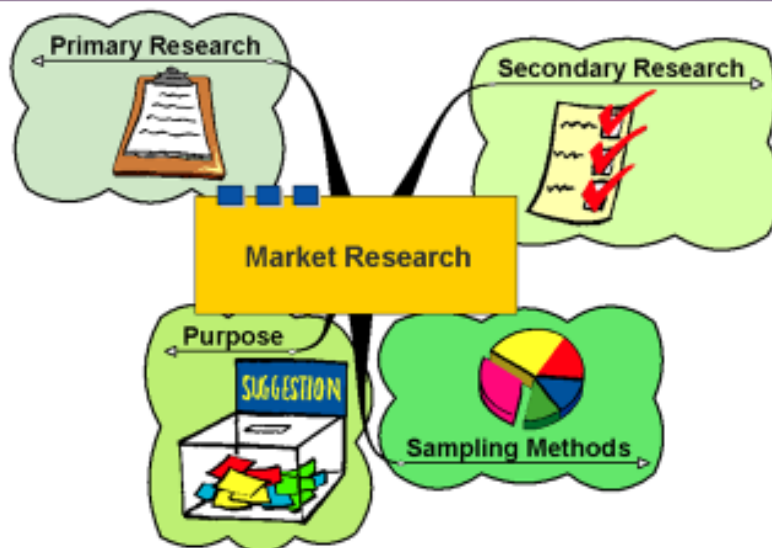 Primary Research
Secondary Research
Market Research
Purpose
SUGGESTION
Sampling Methods